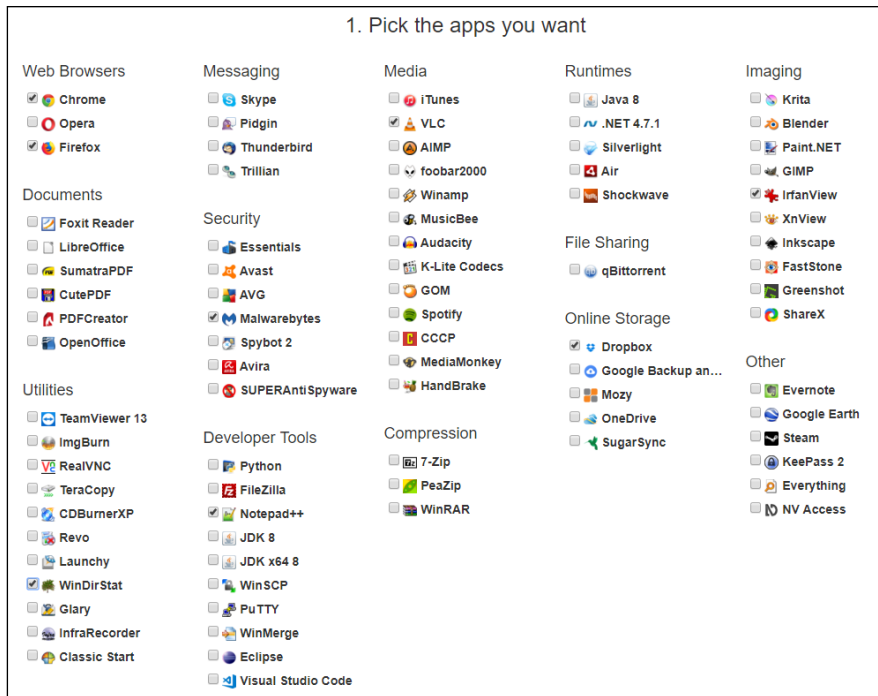 1. Pick the apps you want
Web Browsers
Chrome
Opera
Firefox
Documents
Foxit Reader
LibreOffice
SumatraPDF
CutePDF
PDFCreator
OpenOffice
Utilities
TeamViewer 13
ImgBurn
RealVNC
TeraCopy
CDBurnerXP
Revo
Launchy
WinDirStat
Glary
InfraRecorder
Classic Start
Messaging
Skype
Pidgin
Thunderbird
Trillian
Security
Essentials
Avast
AVG
Malwarebytes
Spybot 2
Avira
SUPERAntiSpyware
Developer Tools
Python
FileZilla
Notepad++
JDK 8
JDK x64 8
WinSCP
PuTTY
WinMerge
Eclipse
Visual Studio Code
Media
iTunes
VLC
AIMP
foobar2000
Winamp
MusicBee
Audacity
K-Lite Codecs
GOM
Spotify
CCCP
MediaMonkey
HandBrake
Compression
7-Zip
PeaZip
WinRAR
Runtimes
Java 8
.NET 4.7.1
Silverlight
Air
Shockwave
File Sharing
qBittorrent
Online Storage
Dropbox
Google Backup an...
Mozy
OneDrive
SugarSync
Imaging
Krita
Blender
Paint.NET
GIMP
IrfanView
XnView
Inkscape
FastStone
Greenshot
ShareX
Other
Evernote
Google Earth
Steam
KeePass 2
Everything
NV Access